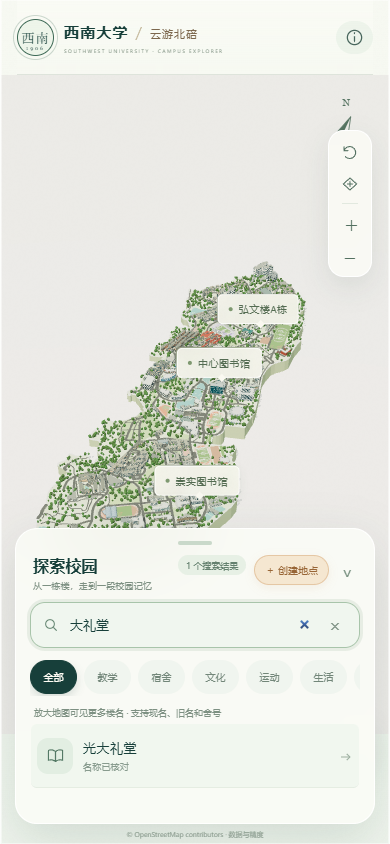 西南
1906
西南大学 / 云游北碚
SOUTHWEST UNIVERSITY · CAMPUS EXPLORER
N
弘文楼A栋
中心图书馆
崇实图书馆
探索校园
1 个搜索结果
+ 创建地点
从一栋楼，走到一段校园记忆
大礼堂
全部 教学 宿舍 文化 运动 生活
放大地图可见更多楼名 · 支持现名、旧名和舍号
光大礼堂
名称已核对
© OpenStreetMap contributors · 数据与精度